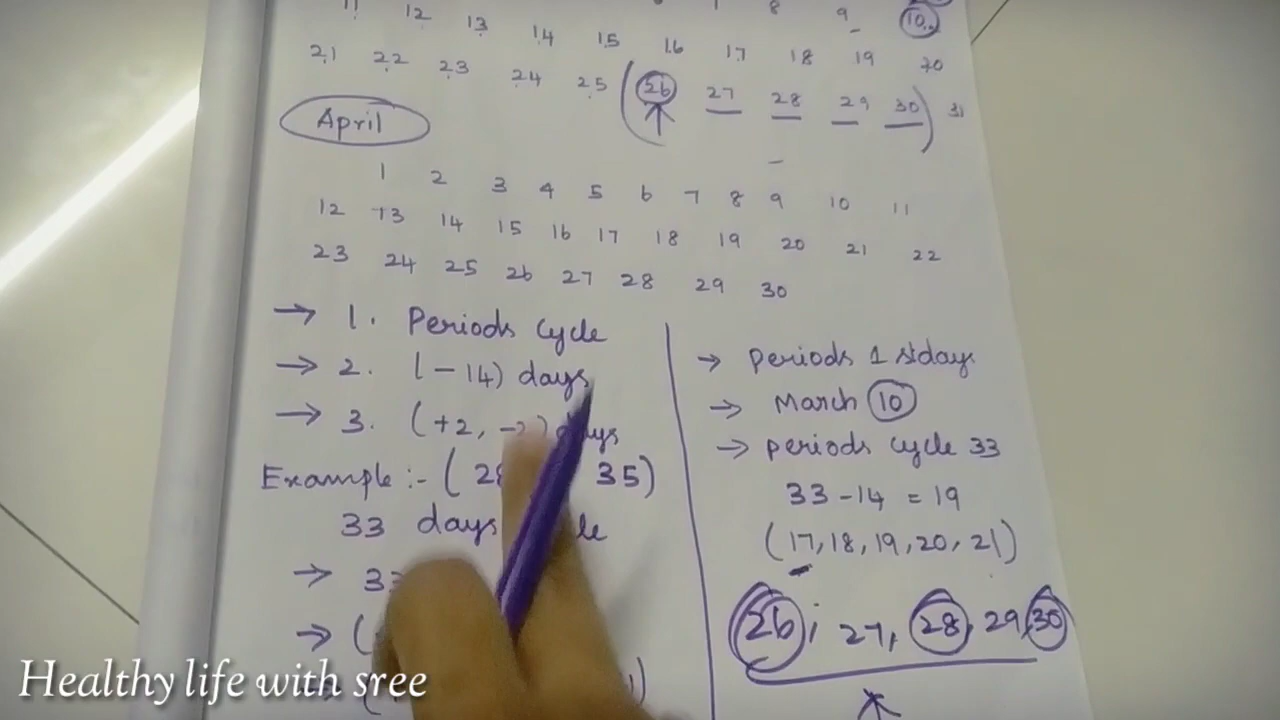 11 12 13 14 15 16 17 18 19 20
21 22 23 24 25 (26 27 28 29 30) 31
April
1 2 3 4 5 6 7 8 9 10 11
12 13 14 15 16 17 18 19 20 21 22
23 24 25 26 27 28 29 30
→ 1. Periods cycle
→ 2. (-14) days
→ 3. (+2, -2) days
Example :- ( 35)
33 days
→ 33
→ (
→ periods 1 st days
→ March 10
→ periods cycle 33
33 - 14 = 19
(17, 18, 19, 20, 21)
26, 27, 28, 29, 30
Healthy life with sree